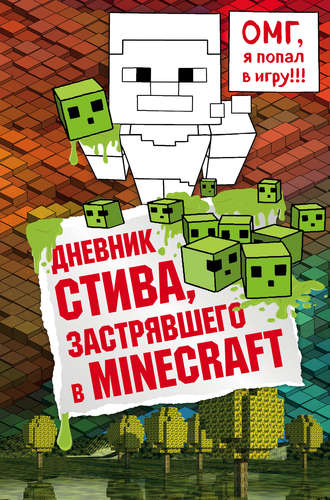 ОМГ,
я попал
в игру!!!
ДНЕВНИК
СТИВА,
ЗАСТРЯВШЕГО
В MINECRAFT